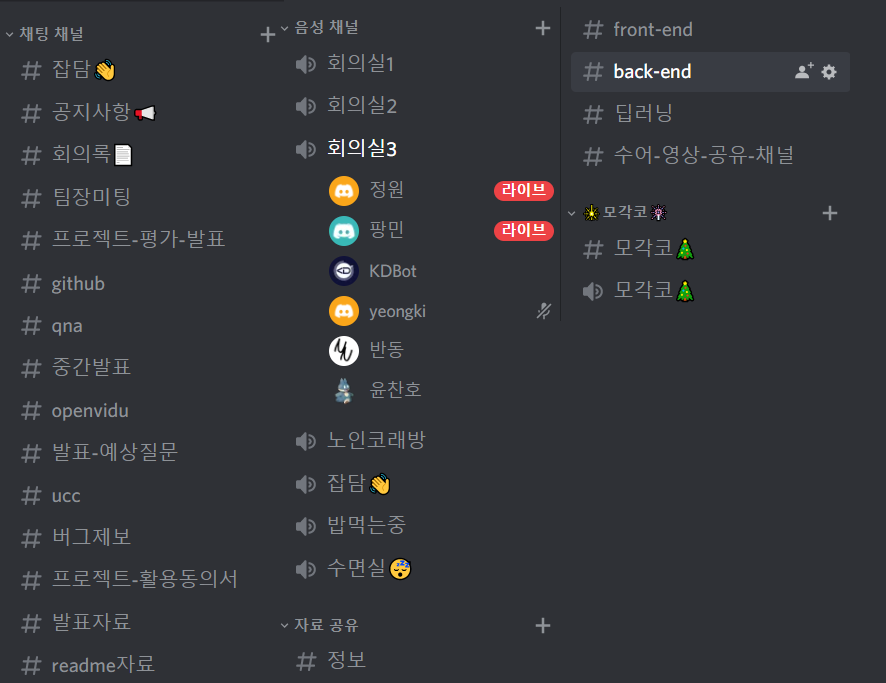 채팅 채널
잡담👋
공지사항📢
회의록📄
팀장미팅
프로젝트-평가-발표
github
qna
중간발표
openvidu
발표-예상질문
ucc
버그제보
프로젝트-활용동의서
발표자료
readme자료
음성 채널
회의실1
회의실2
회의실3
정원 라이브
팡민 라이브
KDBot
yeongki
반동
윤찬호
노인코래방
잡담👋
밥먹는중
수면실😴
자료 공유
정보
front-end
back-end
딥러닝
수어-영상-공유-채널
모각코
모각코🎄
모각코🎄